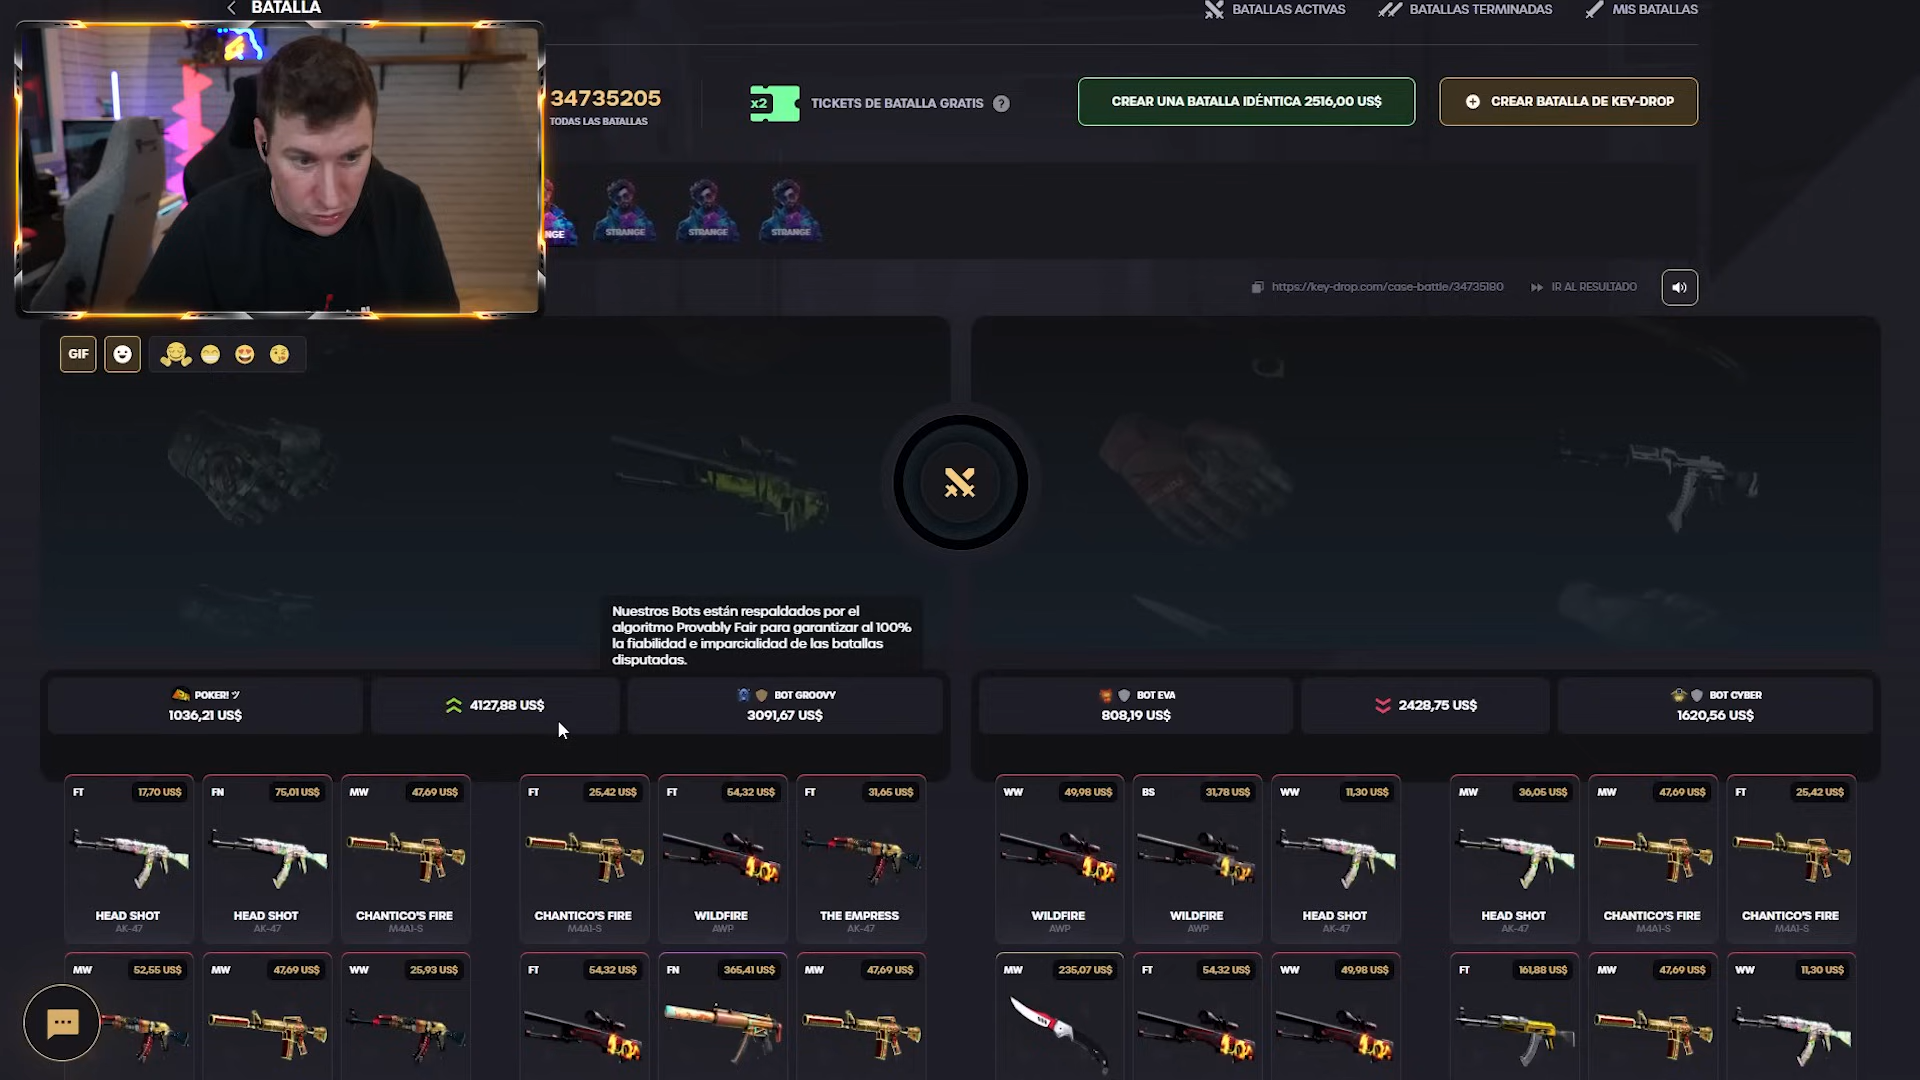 BATALLA
BATALLAS ACTIVAS
BATALLAS TERMINADAS
MIS BATALLAS
34735205
TODAS LAS BATALLAS
x2
TICKETS DE BATALLA GRATIS
?
CREAR UNA BATALLA IDÉNTICA 2516,00 US$
CREAR BATALLA DE KEY-DROP
NGE
STRANGE
STRANGE
STRANGE
https://key-drop.com/case-battle/34735180
IR AL RESULTADO
GIF
Nuestros Bots están respaldados por el
algoritmo Provably Fair para garantizar al 100%
la fiabilidad e imparcialidad de las batallas
disputadas.
POKER! ツ
1036,21 US$
4127,88 US$
BOT GROOVY
3091,67 US$
BOT EVA
808,19 US$
2428,75 US$
BOT CYBER
1620,56 US$
FT 17,70 US$
FN 75,01 US$
MW 47,69 US$
FT 25,42 US$
FT 54,32 US$
FT 31,65 US$
WW 49,98 US$
BS 31,78 US$
WW 11,30 US$
MW 36,05 US$
MW 47,69 US$
FT 25,42 US$
HEAD SHOT
AK-47
HEAD SHOT
AK-47
CHANTICO'S FIRE
M4A1-S
CHANTICO'S FIRE
M4A1-S
WILDFIRE
AWP
THE EMPRESS
AK-47
WILDFIRE
AWP
WILDFIRE
AWP
HEAD SHOT
AK-47
HEAD SHOT
AK-47
CHANTICO'S FIRE
M4A1-S
CHANTICO'S FIRE
M4A1-S
MW 52,55 US$
MW 47,69 US$
WW 25,93 US$
FT 54,32 US$
FN 365,41 US$
MW 47,69 US$
MW 235,07 US$
FT 54,32 US$
WW 49,98 US$
FT 161,88 US$
MW 47,69 US$
WW 11,30 US$